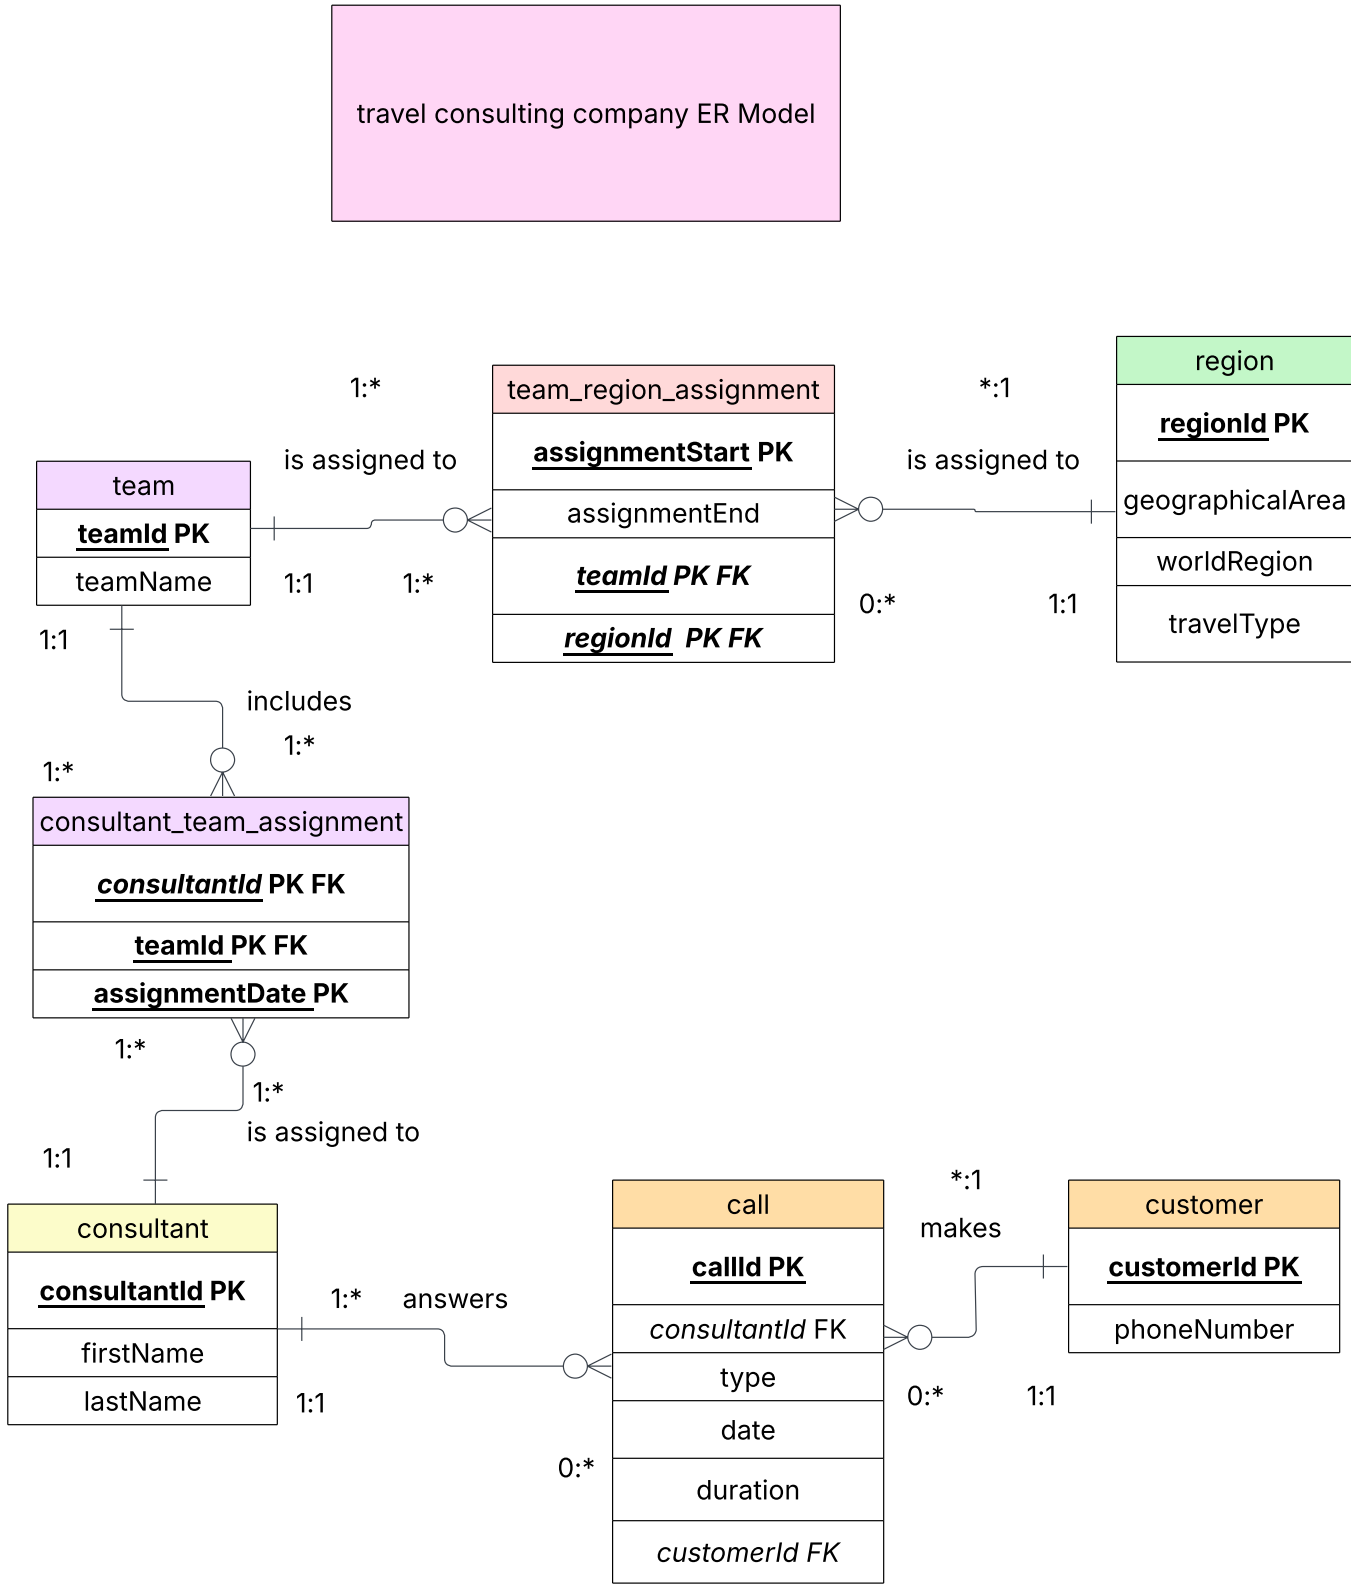 travel consulting company ER Model
1:*
is assigned to
team_region_assignment
assignmentStart PK
assignmentEnd
teamId PK FK
regionId PK FK
*:1
is assigned to
region
regionId PK
geographicalArea
worldRegion
travelType
team
teamId PK
teamName
1:1
1:*
0:*
1:1
1:1
includes
1:*
1:*
consultant_team_assignment
consultantId PK FK
teamId PK FK
assignmentDate PK
1:*
1:*
is assigned to
1:1
consultant
consultantId PK
firstName
lastName
1:*
answers
1:1
0:*
call
callId PK
consultantId FK
type
date
duration
customerId FK
*:1
makes
0:*
1:1
customer
customerId PK
phoneNumber